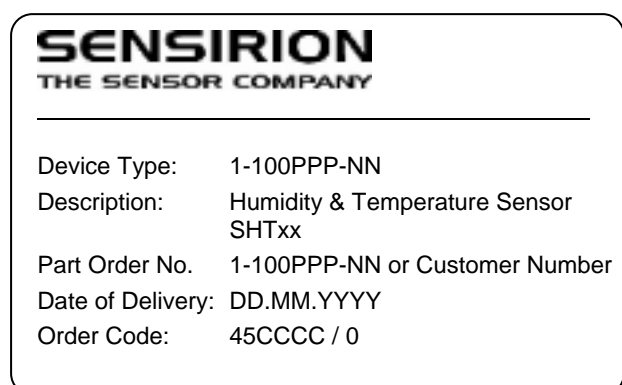 SENSIRION
THE SENSOR COMPANY
Device Type: 1-100PPP-NN
Description: Humidity & Temperature Sensor
SHTxx
Part Order No. 1-100PPP-NN or Customer Number
Date of Delivery: DD.MM.YYYY
Order Code: 45CCCC / 0